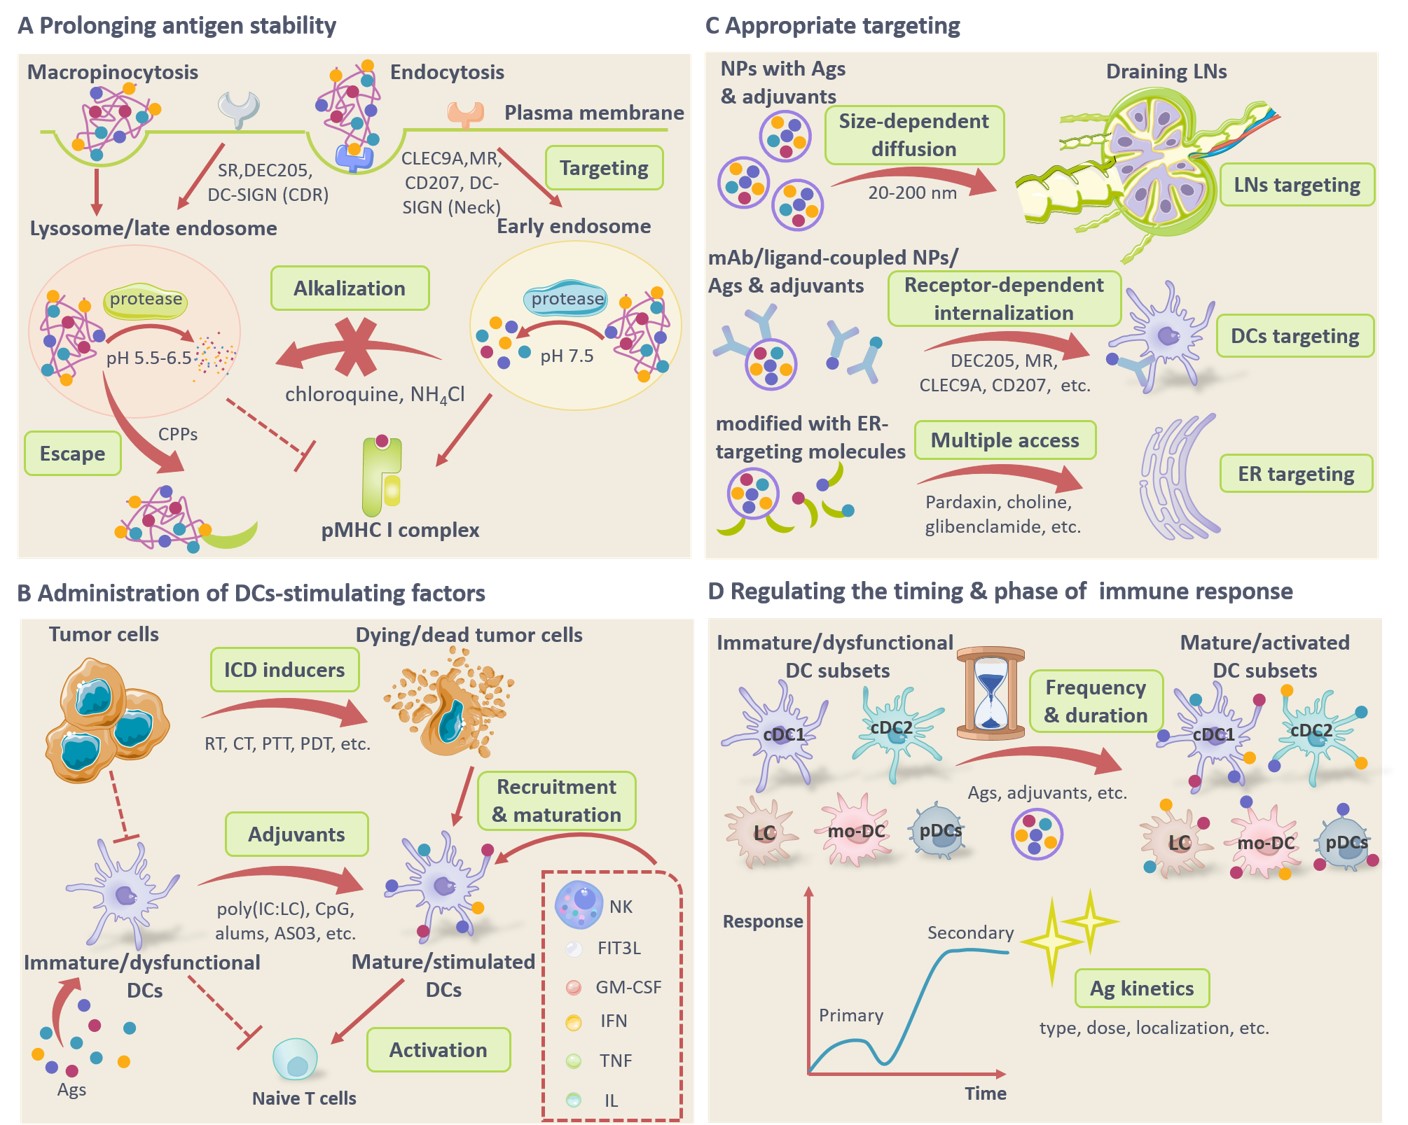 A Prolonging antigen stability
Macropinocytosis
Endocytosis
Plasma membrane
SR,DEC205,
DC-SIGN (CDR)
CLEC9A,MR,
CD207, DC-
SIGN (Neck)
Targeting
Lysosome/late endosome
Early endosome
protease
pH 5.5-6.5
Alkalization
chloroquine, NH₄Cl
protease
pH 7.5
Escape
CPPs
pMHC I complex
C Appropriate targeting
NPs with Ags
& adjuvants
Size-dependent
diffusion
20-200 nm
Draining LNs
LNs targeting
mAb/ligand-coupled NPs/
Ags & adjuvants
Receptor-dependent
internalization
DEC205, MR,
CLEC9A, CD207, etc.
DCs targeting
modified with ER-
targeting molecules
Multiple access
Pardaxin, choline,
glibenclamide, etc.
ER targeting
B Administration of DCs-stimulating factors
Tumor cells
Dying/dead tumor cells
ICD inducers
RT, CT, PTT, PDT, etc.
Recruitment
& maturation
Adjuvants
poly(IC:LC), CpG,
alums, AS03, etc.
Immature/dysfunctional
DCs
Mature/stimulated
DCs
Ags
Naive T cells
Activation
NK
FIT3L
GM-CSF
IFN
TNF
IL
D Regulating the timing & phase of immune response
Immature/dysfunctional
DC subsets
Mature/activated
DC subsets
Frequency
& duration
Ags, adjuvants, etc.
cDC1
cDC2
LC
mo-DC
pDCs
cDC1
cDC2
LC
mo-DC
pDCs
Response
Primary
Secondary
Time
Ag kinetics
type, dose, localization, etc.